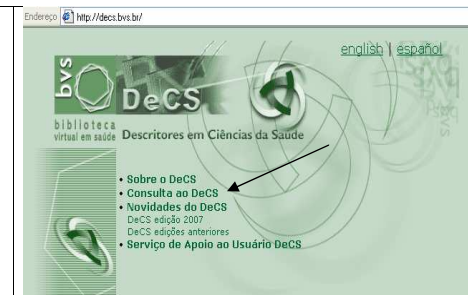 Endereço http://decs.bvs.br/
english | español
bvs
DeCS
biblioteca
virtual em saúde
Descritores em Ciências da Saúde
• Sobre o DeCS
• Consulta ao DeCS
• Novidades do DeCS
DeCS edição 2007
DeCS edições anteriores
• Serviço de Apoio ao Usuário DeCS